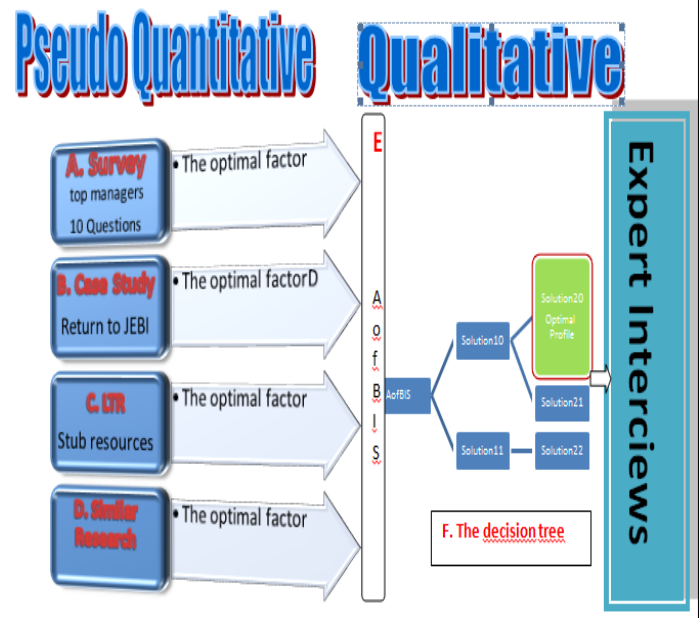 Pseudo Quantitative
Qualitative
A. Survey
top managers
10 Questions
• The optimal factor
B. Case Study
Return to JEBI
• The optimal factorD
C. LTR
Stub resources
• The optimal factor
D. Similar
Research
• The optimal factor
E
A
o
f
B
I
S
AofBIS
Solution10
Solution11
Solution20
Optimal
Profile
Solution21
Solution22
F. The decision tree
Expert Interciews